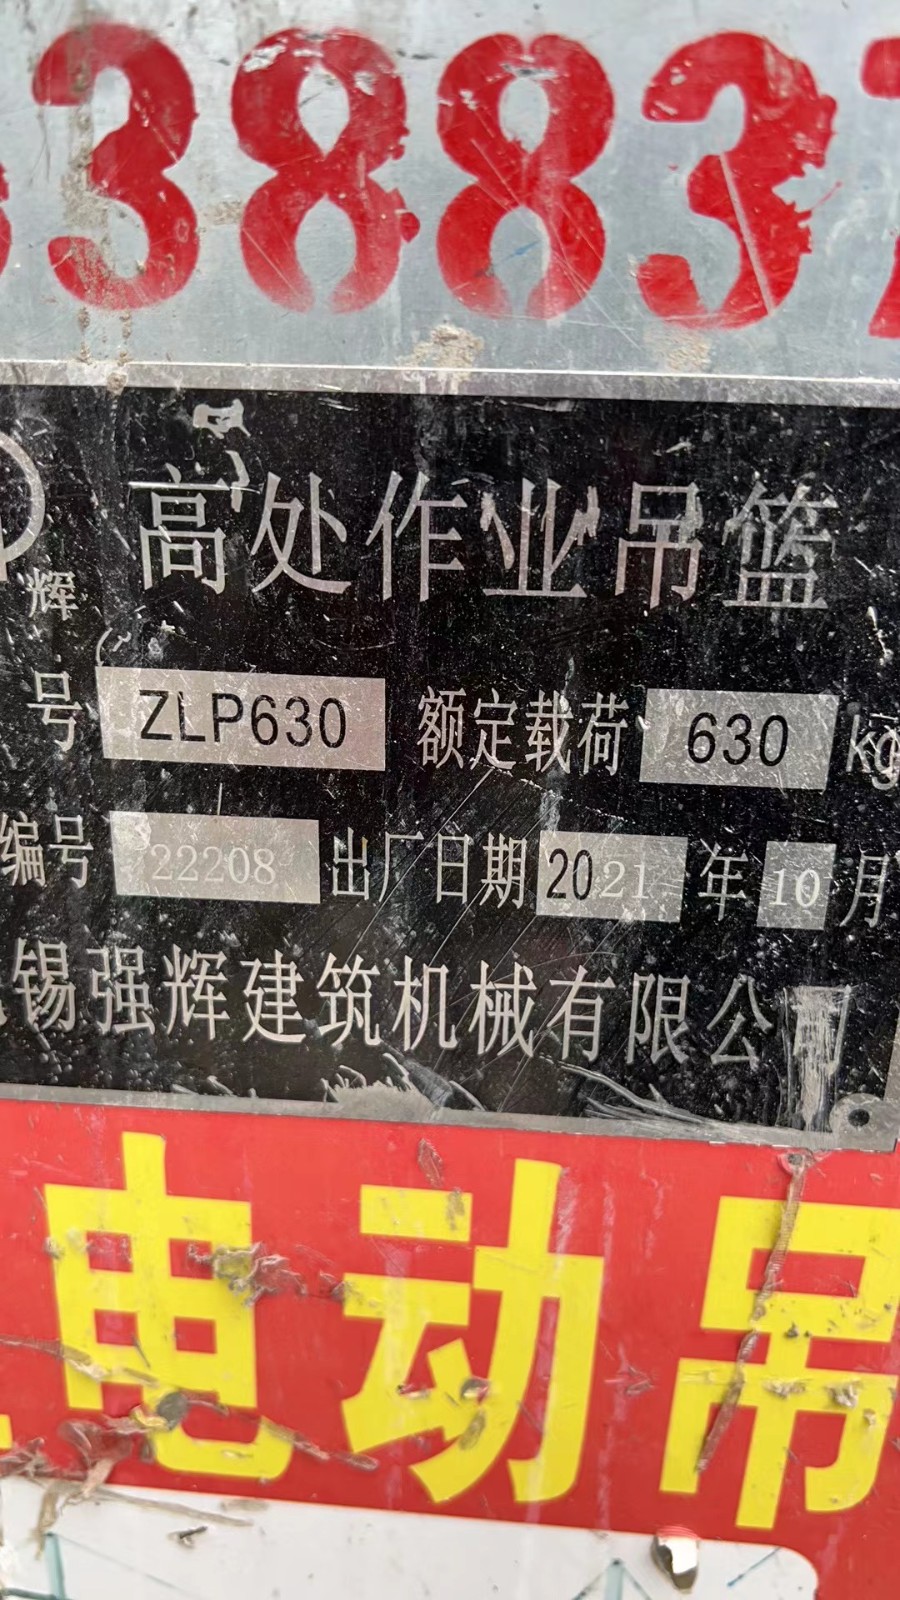 3883
高处作业吊篮
辉
号 ZLP630 额定载荷 630 kg
编号 22208 出厂日期 2021 年 10 月
锡强辉建筑机械有限公司
电动吊